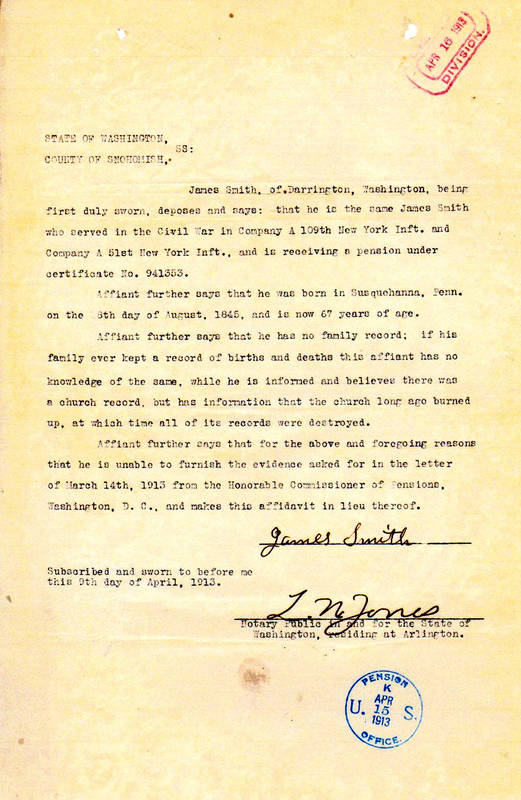 APR 16 1913
DIVISION.
STATE OF WASHINGTON,
SS:
COUNTY OF SNOHOMISH,
James Smith, of Darrington, Washington, being
first duly sworn, deposes and says: that he is the same James Smith
who served in the Civil War in Company A 109th New York Inft. and
Company A 51st New York Inft., and is receiving a pension under
certificate No. 941353.
Affiant further says that he was born in Susquehanna, Penn.
on the 8th day of August, 1845, and is now 67 years of age.
Affiant further says that he has no family record; if his
family ever kept a record of births and deaths this affiant has no
knowledge of the same, while he is informed and believes there was
a church record, but has information that the church long ago burned
up, at which time all of its records were destroyed.
Affiant further says that for the above and foregoing reasons
that he is unable to furnish the evidence asked for in the letter
of March 14th, 1913 from the Honorable Commissioner of Pensions,
Washington, D. C., and makes this affidavit in lieu thereof.
James Smith
Subscribed and sworn to before me
this 9th day of April, 1913.
L. N. Jones
Notary Public in and for the State of
Washington, residing at Arlington.
PENSION
K
APR
U. 15 S.
1913
OFFICE.